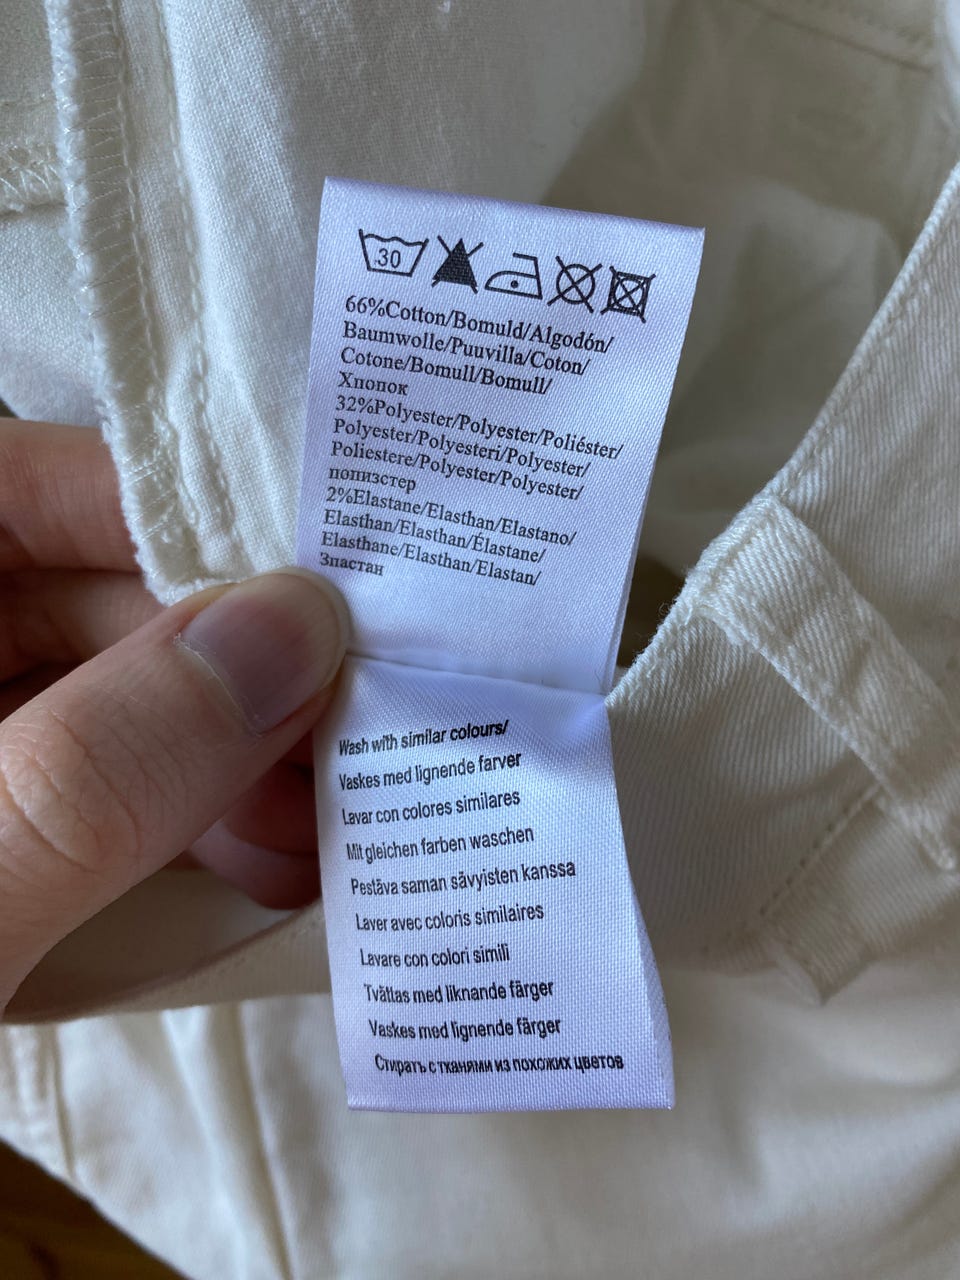 30
66%Cotton/Bomuld/Algodón/
Baumwolle/Puuvilla/Coton/
Cotone/Bomull/Bomull/
Хпопок
32%Polyester/Polyester/Poliéster/
Polyester/Polyesteri/Polyester/
Poliestere/Polyester/Polyester/
попизстер
2%Elastane/Elasthan/Elastano/
Elasthan/Elasthan/Élastane/
Elasthane/Elasthan/Elastan/
Зпастан
Wash with similar colours/
Vaskes med lignende farver
Lavar con colores similares
Mit gleichen farben waschen
Pestäva saman sävyisten kanssa
Laver avec coloris similaires
Lavare con colori simili
Tvättas med liknande färger
Vaskes med lignende färger
Стирать с тканями из похожих цветов